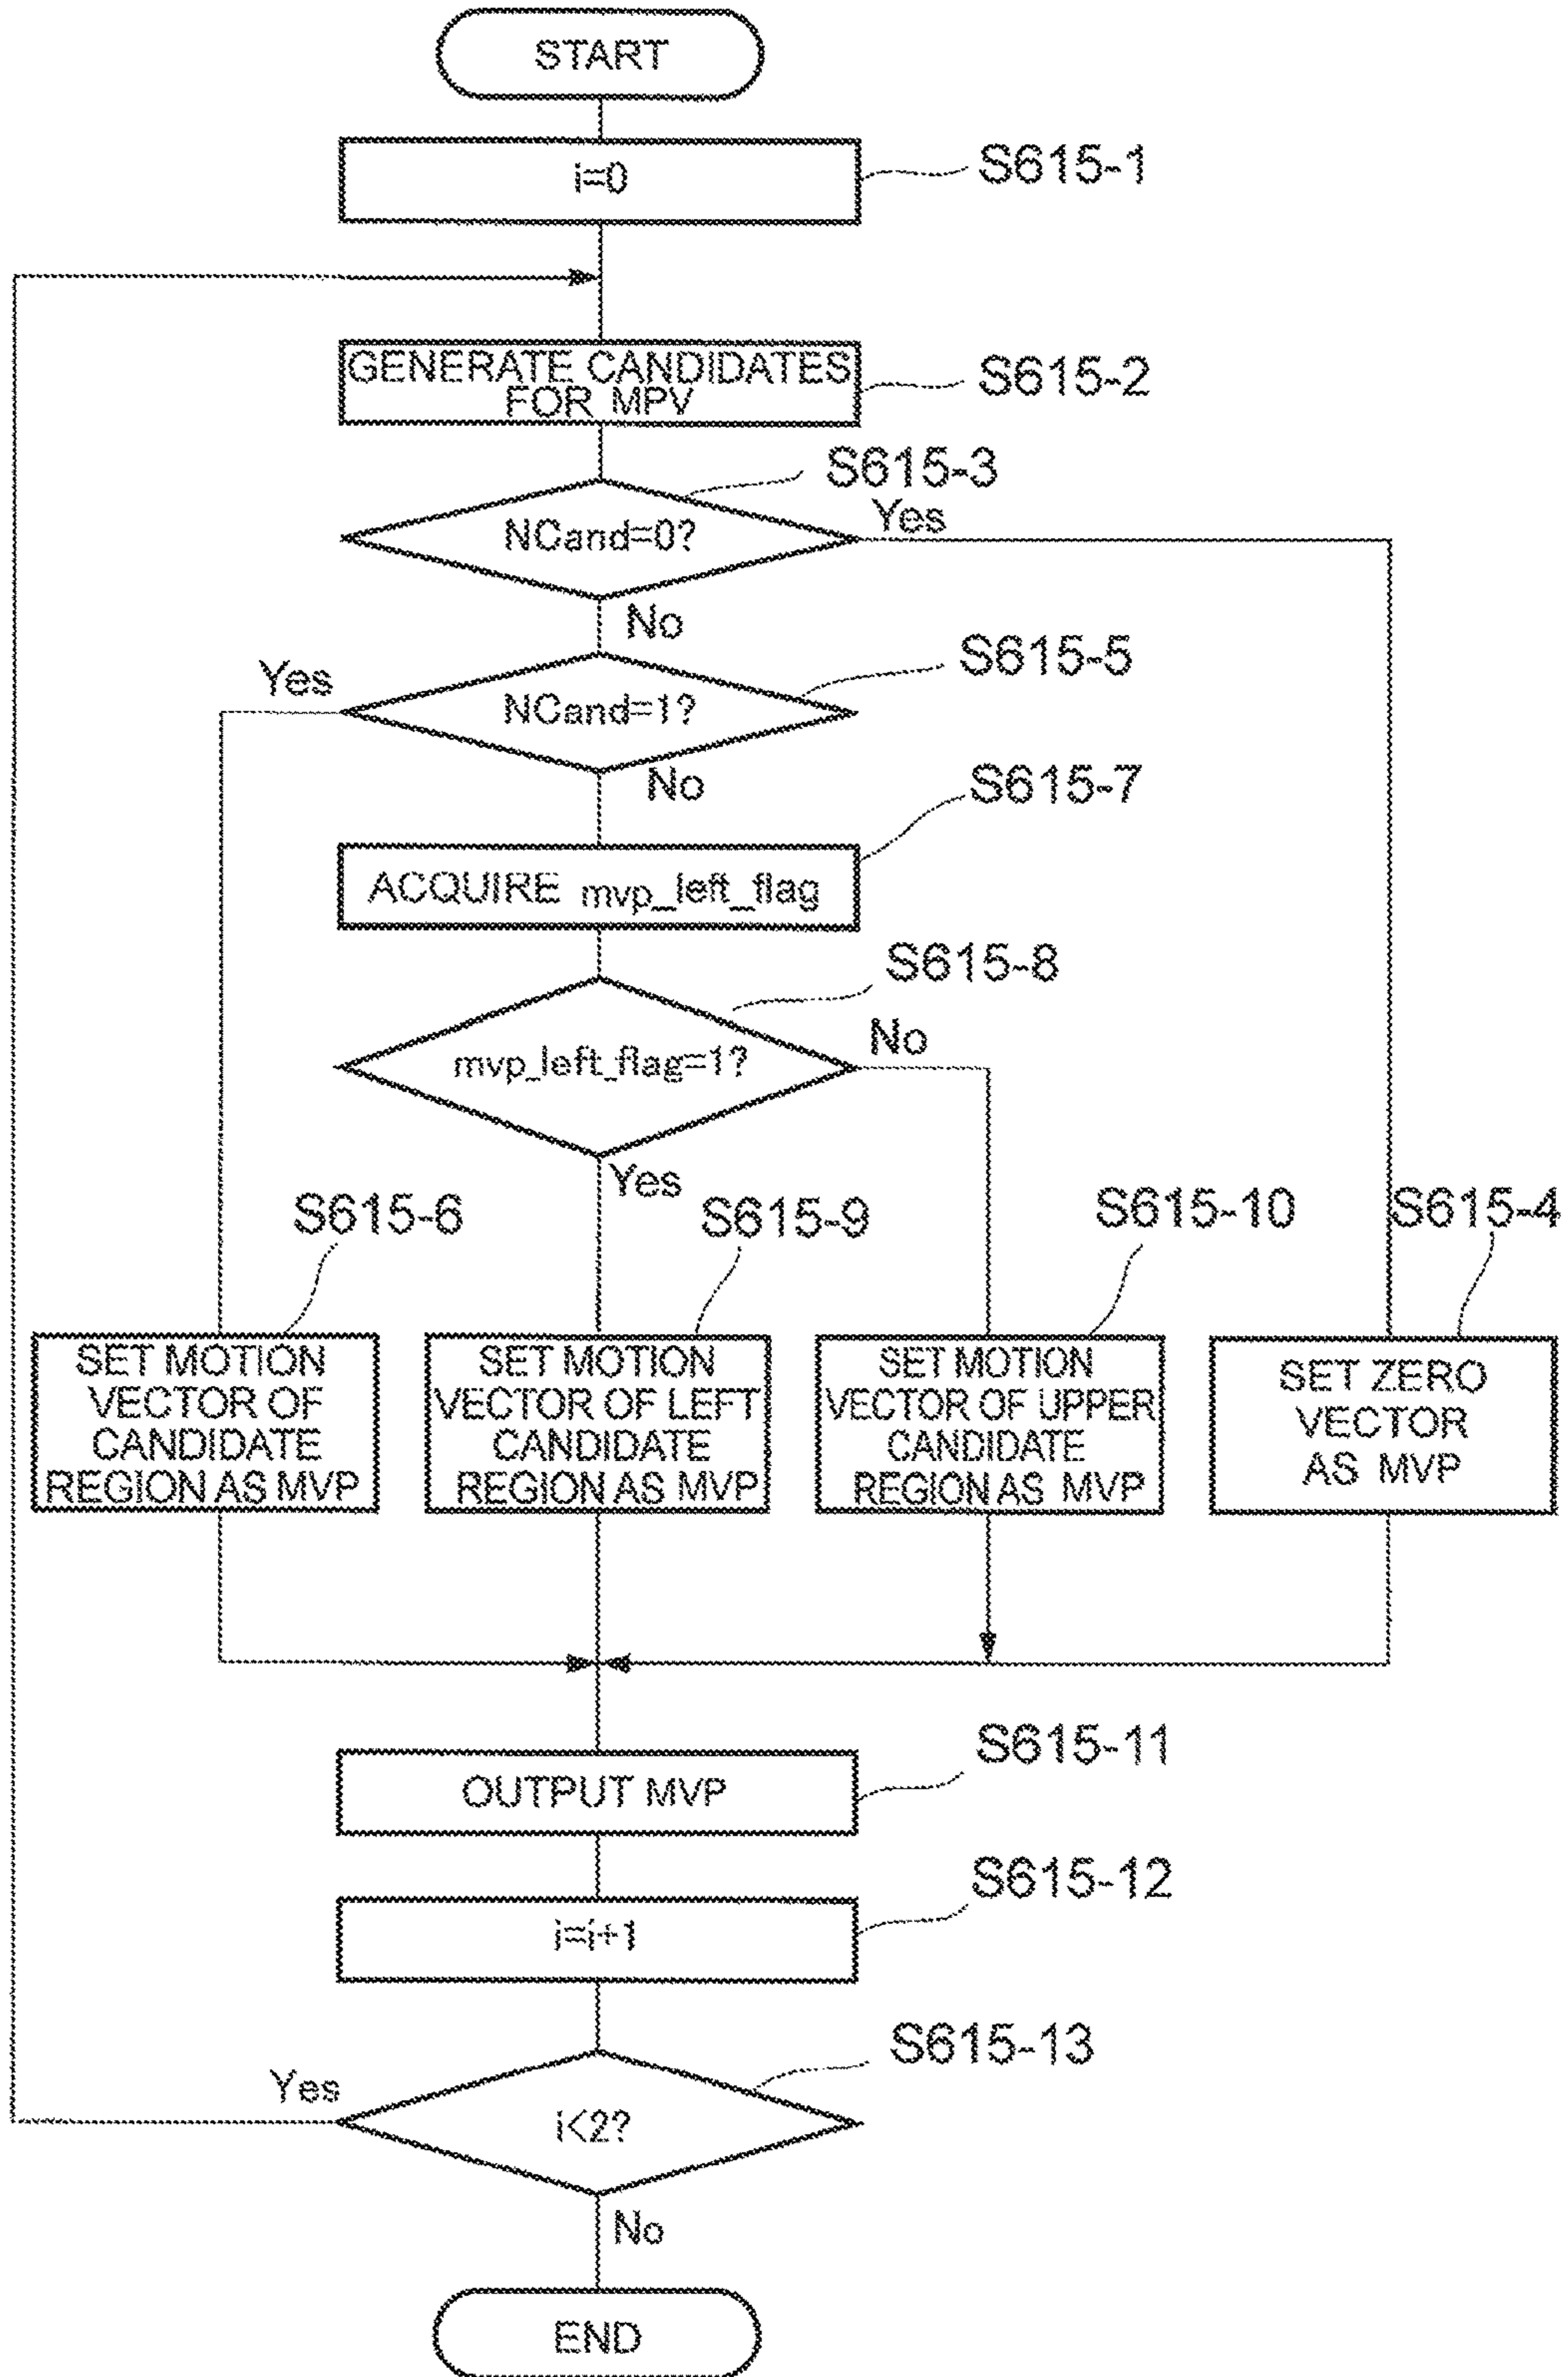 START
i=0
S615-1
GENERATE CANDIDATES
FOR MPV
S615-2
S615-3
NCand=0?
Yes
No
S615-5
Yes
NCand=1?
No
S615-7
ACQUIRE mvp_left_flag
S615-8
mvp_left_flag=1?
No
Yes
S615-6
S615-9
S615-10
S615-4
SET MOTION
VECTOR OF
CANDIDATE
REGION AS MVP
SET MOTION
VECTOR OF LEFT
CANDIDATE
REGION AS MVP
SET MOTION
VECTOR OF UPPER
CANDIDATE
REGION AS MVP
SET ZERO
VECTOR
AS MVP
S615-11
OUTPUT MVP
S615-12
i=i+1
S615-13
Yes
i<2?
No
END